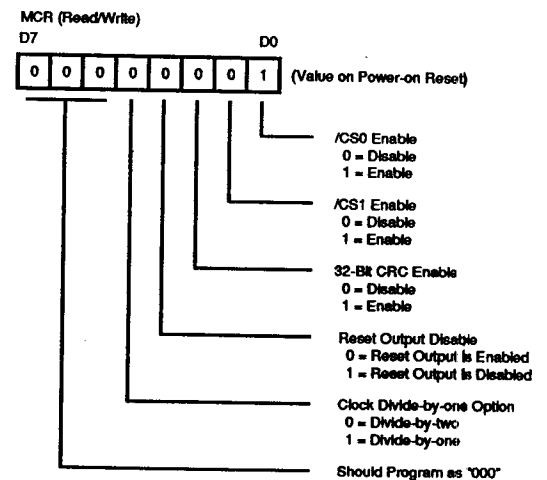 MCR (Read/Write)
D7 D0
0 0 0 0 0 0 0 1 (Value on Power-on Reset)
/CS0 Enable
0 = Disable
1 = Enable
/CS1 Enable
0 = Disable
1 = Enable
32-Bit CRC Enable
0 = Disable
1 = Enable
Reset Output Disable
0 = Reset Output Is Enabled
1 = Reset Output Is Disabled
Clock Divide-by-one Option
0 = Divide-by-two
1 = Divide-by-one
Should Program as "000"